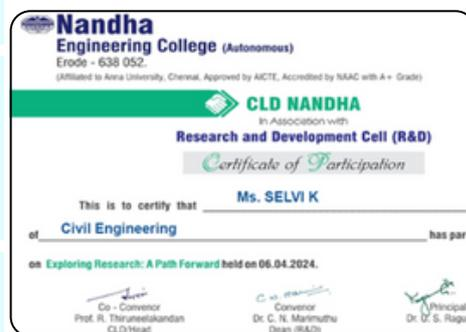 Nandha
Engineering College (Autonomous)
Erode - 638 052.
(Affiliated to Anna University, Chennai, Approved by AICTE, Accredited by NAAC with A+ Grade)
CLD NANDHA
In Association with
Research and Development Cell (R&D)
Certificate of Participation
This is to certify that Ms. SELVI K
of Civil Engineering has par
on Exploring Research: A Path Forward held on 06.04.2024.
Co - Convenor Convenor Principal
Prof. R. Thiruneelakandan Dr. C. N. Marimuthu Dr. U. S. Ragu
CLD/Head Dean (R&D)